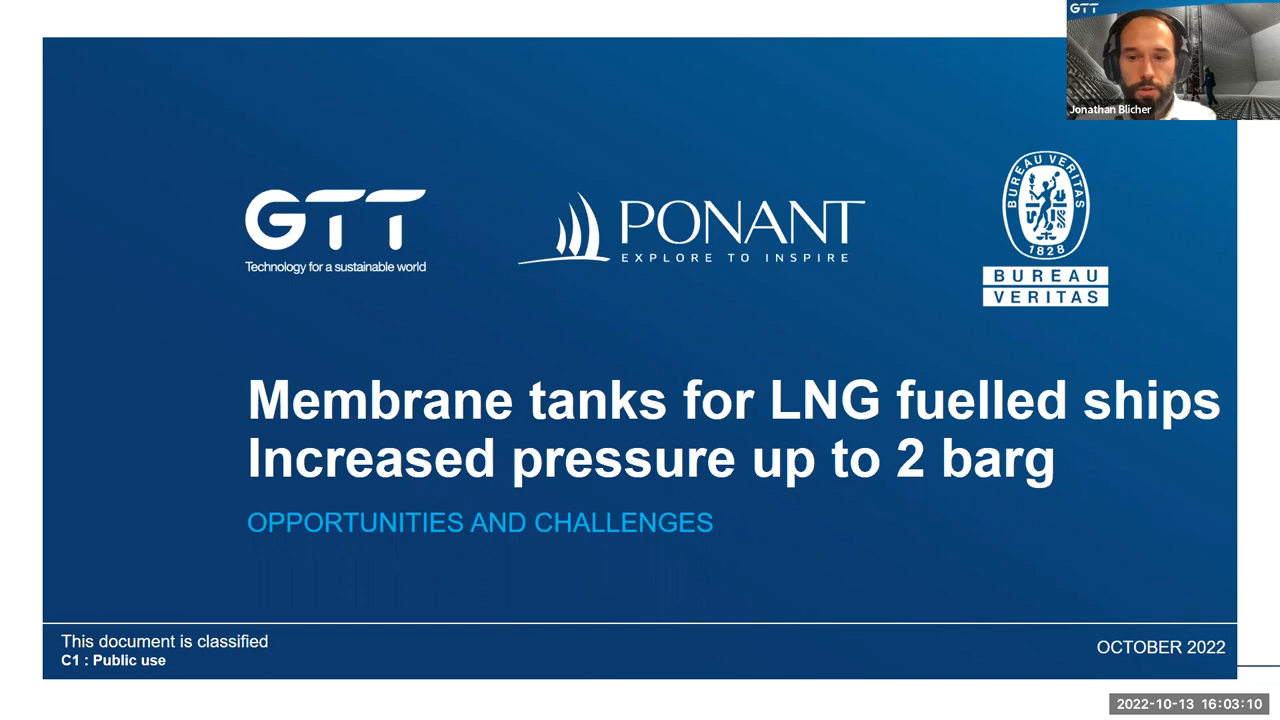 GTT
Jonathan Blicher
GTT
Technology for a sustainable world
PONANT
EXPLORE TO INSPIRE
BUREAU VERITAS
1828
BUREAU
VERITAS
Membrane tanks for LNG fuelled ships
Increased pressure up to 2 barg
OPPORTUNITIES AND CHALLENGES
This document is classified
C1 : Public use
OCTOBER 2022
2022-10-13 16:03:10